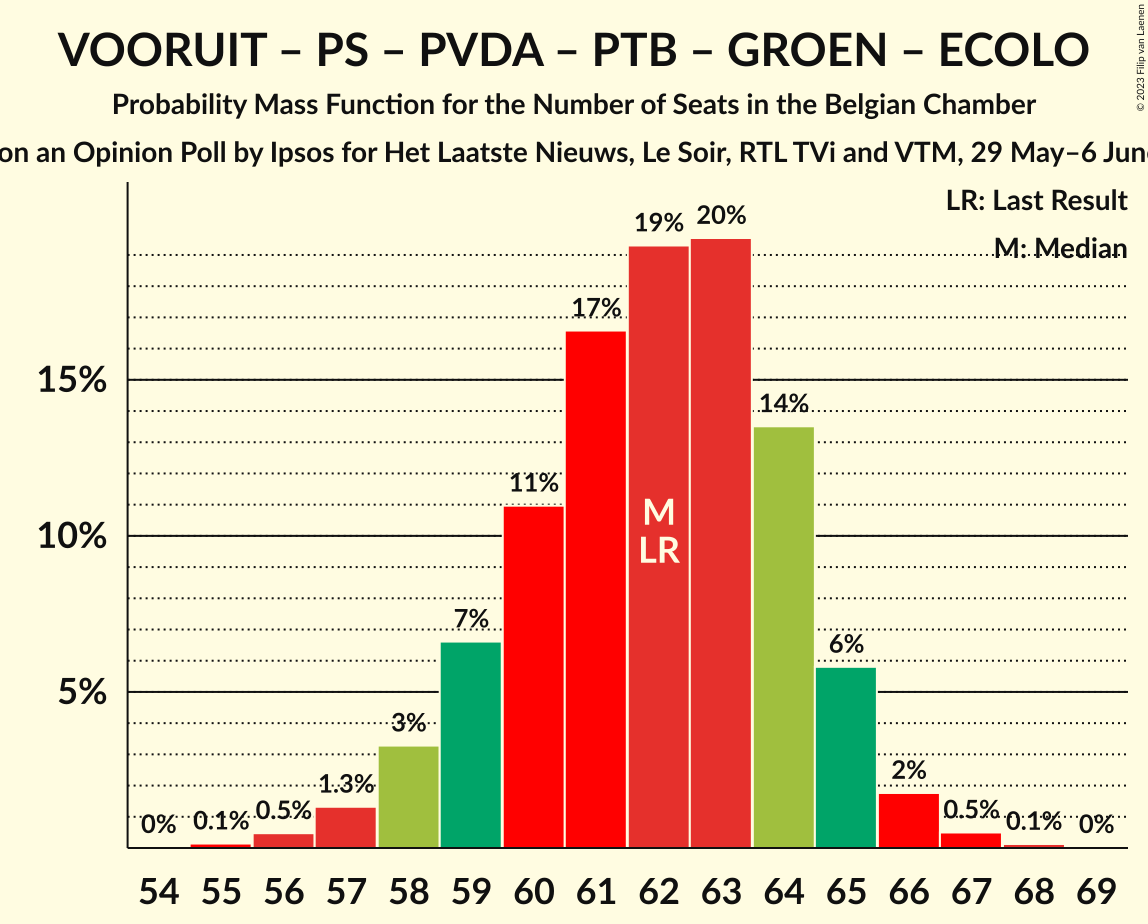 VOORUIT – PS – PVDA – PTB – GROEN – ECOLO
Probability Mass Function for the Number of Seats in the Belgian Chamber
on an Opinion Poll by Ipsos for Het Laatste Nieuws, Le Soir, RTL TVi and VTM, 29 May–6 June
© 2023 Filip van Laenen
LR: Last Result
M: Median
15%
10%
5%
0%
0.1%
0.5%
1.3%
3%
7%
11%
17%
19%
20%
14%
6%
2%
0.5%
0.1%
0%
M
LR
54 55 56 57 58 59 60 61 62 63 64 65 66 67 68 69